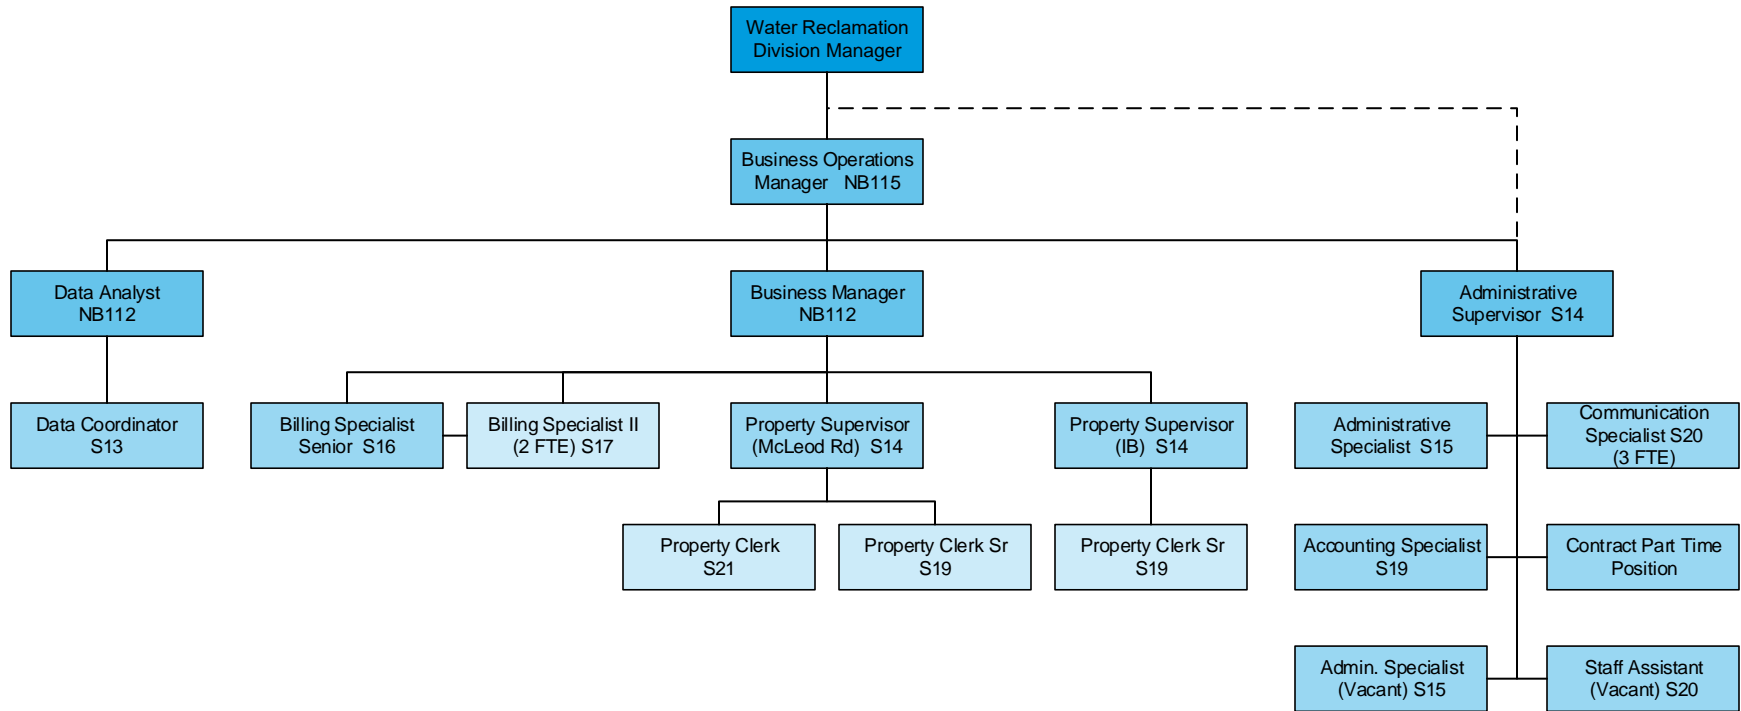 Water Reclamation
Division Manager
Business Operations
Manager NB115
Data Analyst
NB112
Business Manager
NB112
Administrative
Supervisor S14
Data Coordinator
S13
Billing Specialist
Senior S16
Billing Specialist II
(2 FTE) S17
Property Supervisor
(McLeod Rd) S14
Property Supervisor
(IB) S14
Administrative
Specialist S15
Communication
Specialist S20
(3 FTE)
Property Clerk
S21
Property Clerk Sr
S19
Property Clerk Sr
S19
Accounting Specialist
S19
Contract Part Time
Position
Admin. Specialist
(Vacant) S15
Staff Assistant
(Vacant) S20